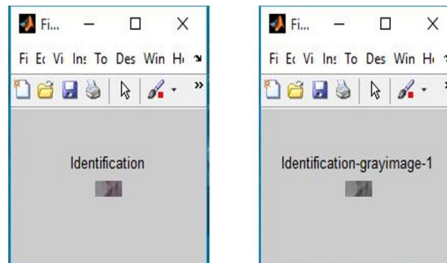 Fi...
Fi Ec Vi Ins To Des Win He
Identification
Fi...
Fi Ec Vi Ins To Des Win He
Identification-grayimage-1